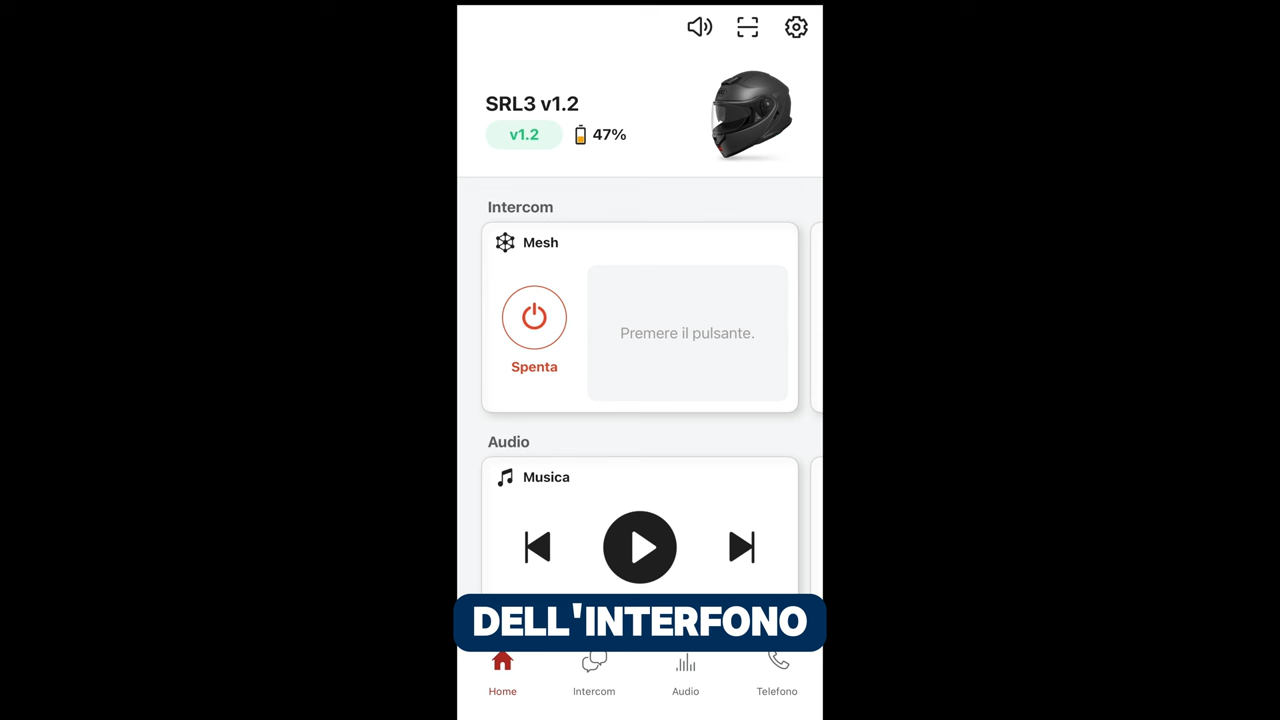 SRL3 v1.2
v1.2 47%
Intercom
Mesh
Premere il pulsante.
Spenta
Audio
Musica
DELL'INTERFONO
Home Intercom Audio Telefono